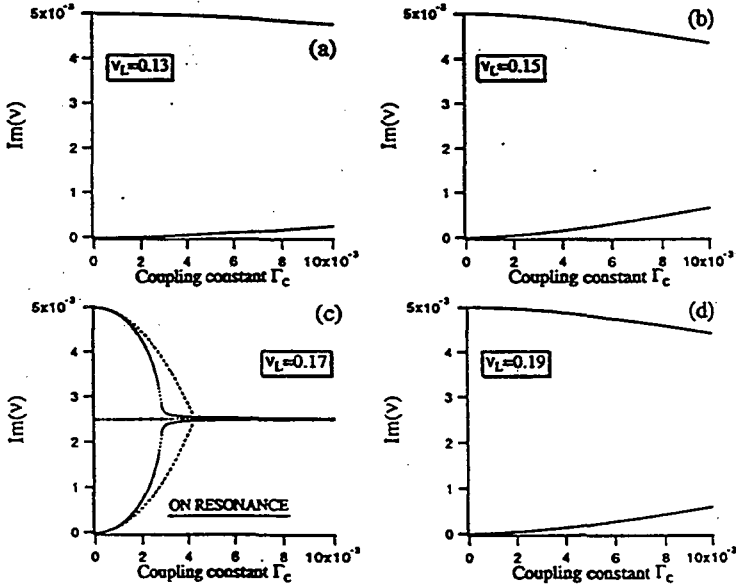 5x10⁻³
4
3
2
1
0
Im(ν)
(a)
ν_L=0.13
0 2 4 6 8 10x10⁻³
Coupling constant Γ_c
5x10⁻³
4
3
2
1
0
Im(ν)
(b)
ν_L=0.15
0 2 4 6 8 10x10⁻³
Coupling constant Γ_c
5x10⁻³
4
3
2
1
0
Im(ν)
(c)
ν_L=0.17
ON RESONANCE
0 2 4 6 8 10x10⁻³
Coupling constant Γ_c
5x10⁻³
4
3
2
1
0
Im(ν)
(d)
ν_L=0.19
0 2 4 6 8 10x10⁻³
Coupling constant Γ_c